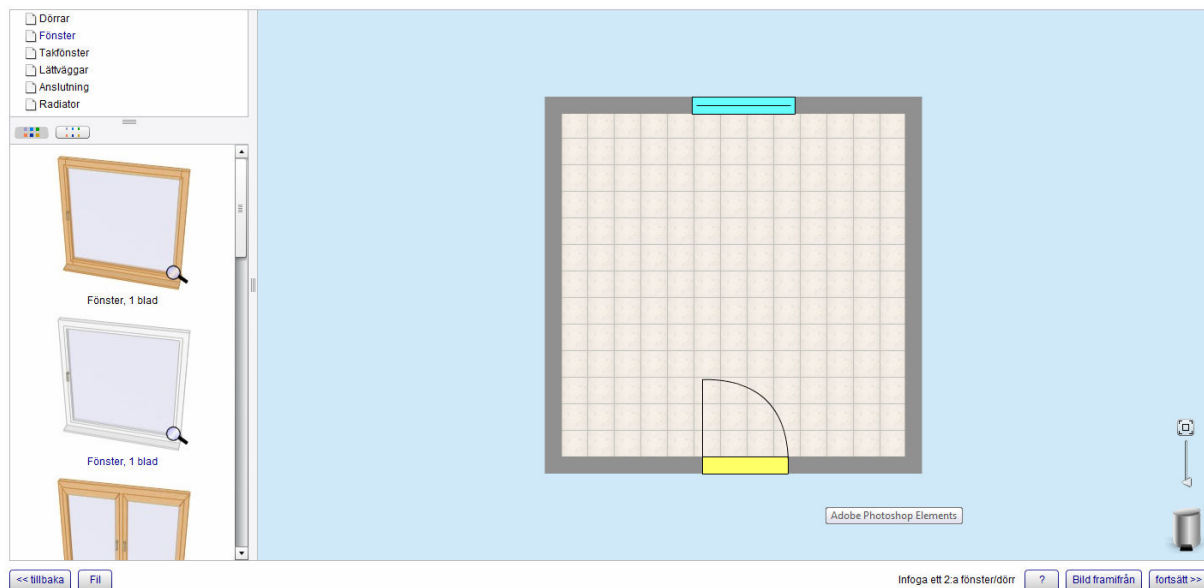 Dörrar
Fönster
Takfönster
Lättväggar
Anslutning
Radiator
Fönster, 1 blad
Fönster, 1 blad
Adobe Photoshop Elements
<< tillbaka
Fil
Infoga ett 2:a fönster/dörr
?
Bild framifrån
fortsätt >>